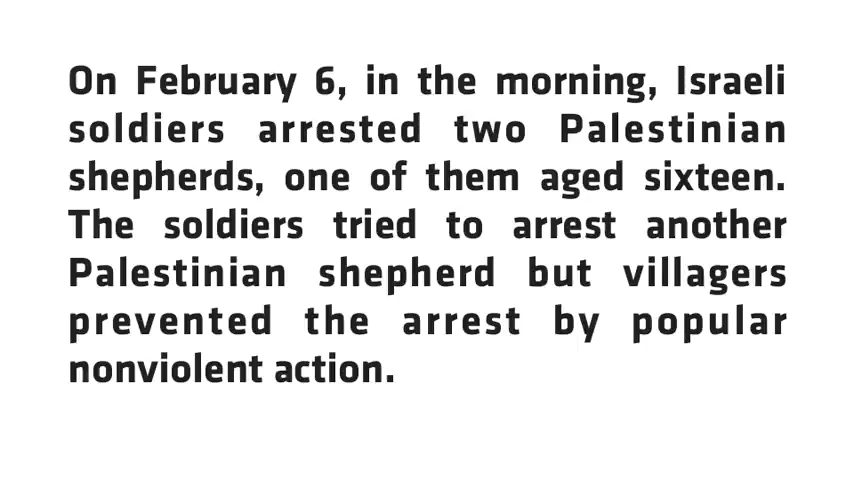 On February 6, in the morning, Israeli
soldiers arrested two Palestinian
shepherds, one of them aged sixteen.
The soldiers tried to arrest another
Palestinian shepherd but villagers
prevented the arrest by popular
nonviolent action.